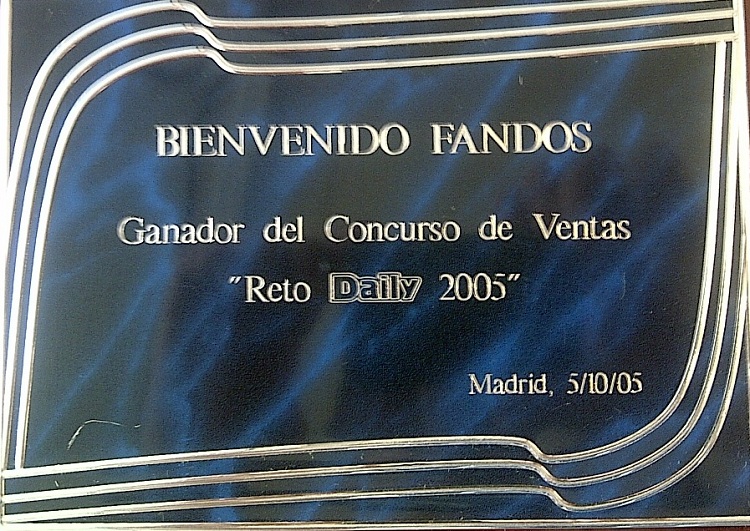 BIENVENIDO FANDOS
Ganador del Concurso de Ventas
"Reto Daily 2005"
Madrid, 5/10/05